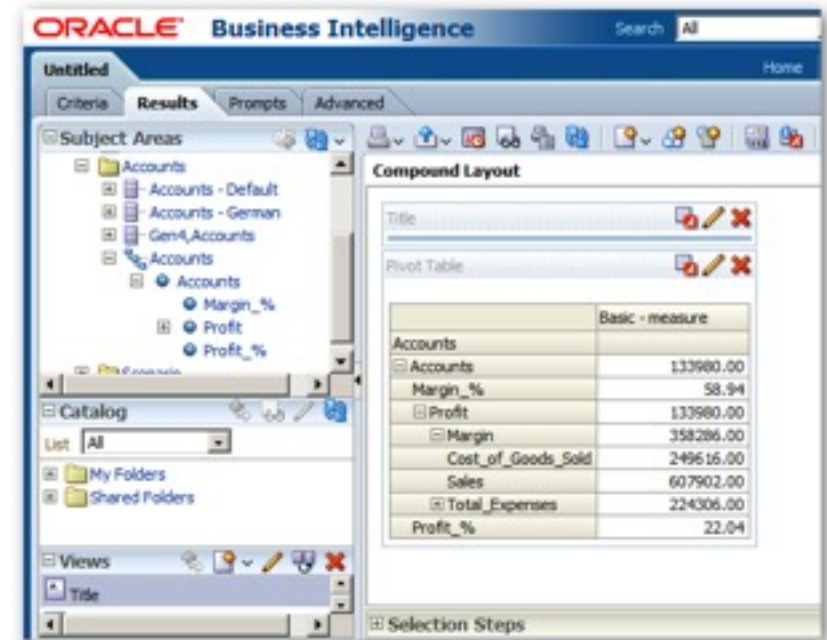 ORACLE Business Intelligence Search All
Untitled Home
Criteria Results Prompts Advanced
Subject Areas
Accounts
Accounts - Default
Accounts - German
Gen4,Accounts
Accounts
Accounts
Margin_%
Profit
Profit_%
Scenario
Catalog
List All
My Folders
Shared Folders
Views
Title
Compound Layout
Title
Pivot Table
Basic - measure
Accounts
Accounts 133980.00
Margin_% 58.94
Profit 133980.00
Margin 358286.00
Cost_of_Goods_Sold 249616.00
Sales 607902.00
Total_Expenses 224306.00
Profit_% 22.04
Selection Steps